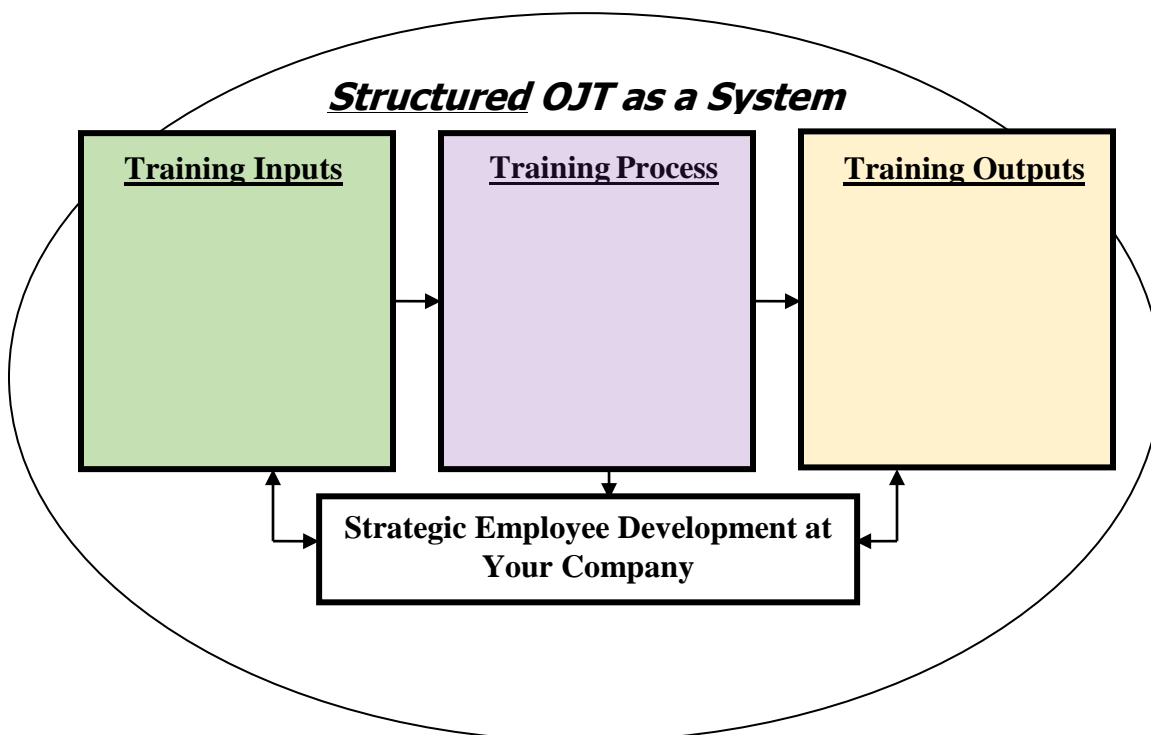 Structured OJT as a System
Training Inputs
Training Process
Training Outputs
Strategic Employee Development at
Your Company